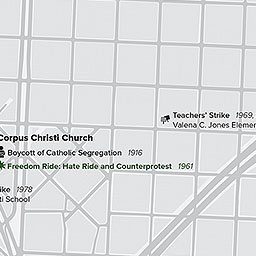 Teachers' Strike 1969,
Valena C. Jones Elemen
Corpus Christi Church
Boycott of Catholic Segregation 1916
Freedom Ride: Hate Ride and Counterprotest 1961
ike 1978
ti School